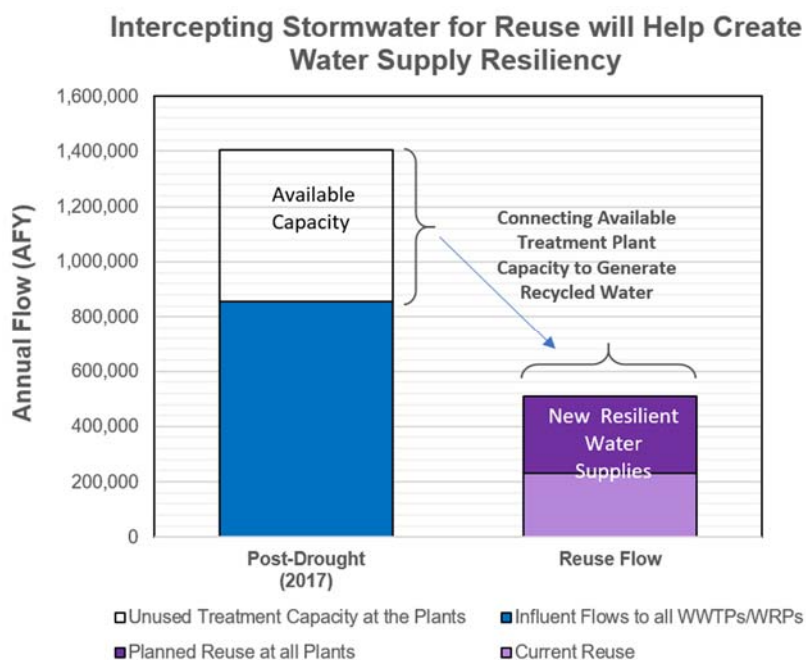 Intercepting Stormwater for Reuse will Help Create
Water Supply Resiliency
Annual Flow (AFY)
1,600,000
1,400,000
1,200,000
1,000,000
800,000
600,000
400,000
200,000
0
Available
Capacity
Connecting Available
Treatment Plant
Capacity to Generate
Recycled Water
New Resilient
Water
Supplies
Post-Drought
(2017)
Reuse Flow
Unused Treatment Capacity at the Plants
Influent Flows to all WWTPs/WRPs
Planned Reuse at all Plants
Current Reuse